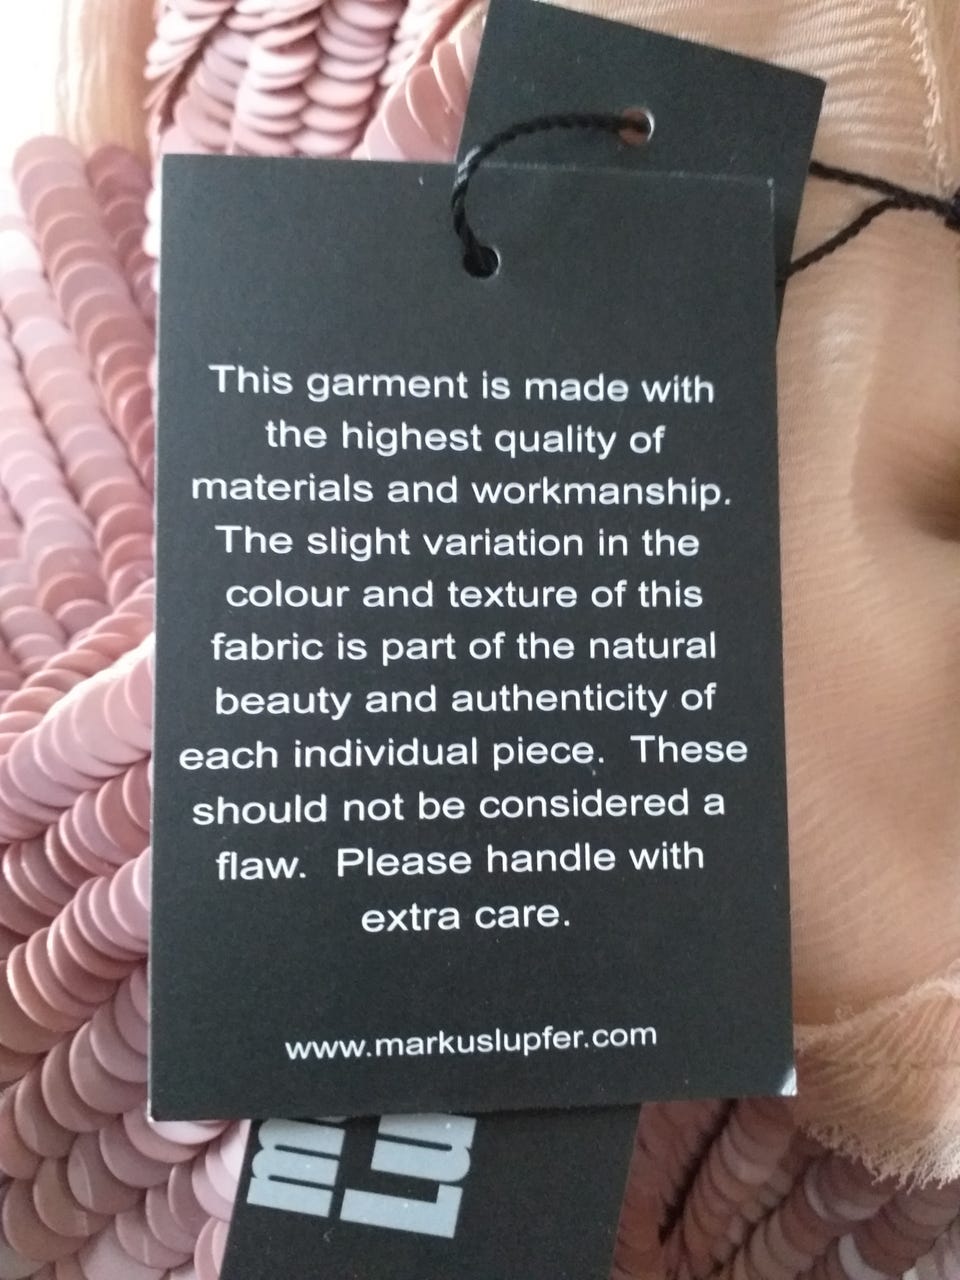 This garment is made with
the highest quality of
materials and workmanship.
The slight variation in the
colour and texture of this
fabric is part of the natural
beauty and authenticity of
each individual piece.  These
should not be considered a
flaw.  Please handle with
extra care.
www.markuslupfer.com